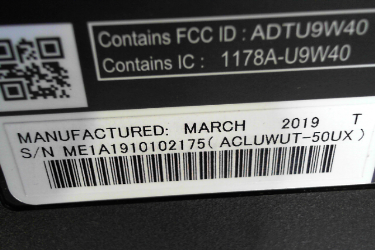 Contains FCC ID : ADTU9W40
Contains IC : 1178A-U9W40
MANUFACTURED: MARCH 2019 T
S/N ME1A1910102175( ACLUWUT-50UX )